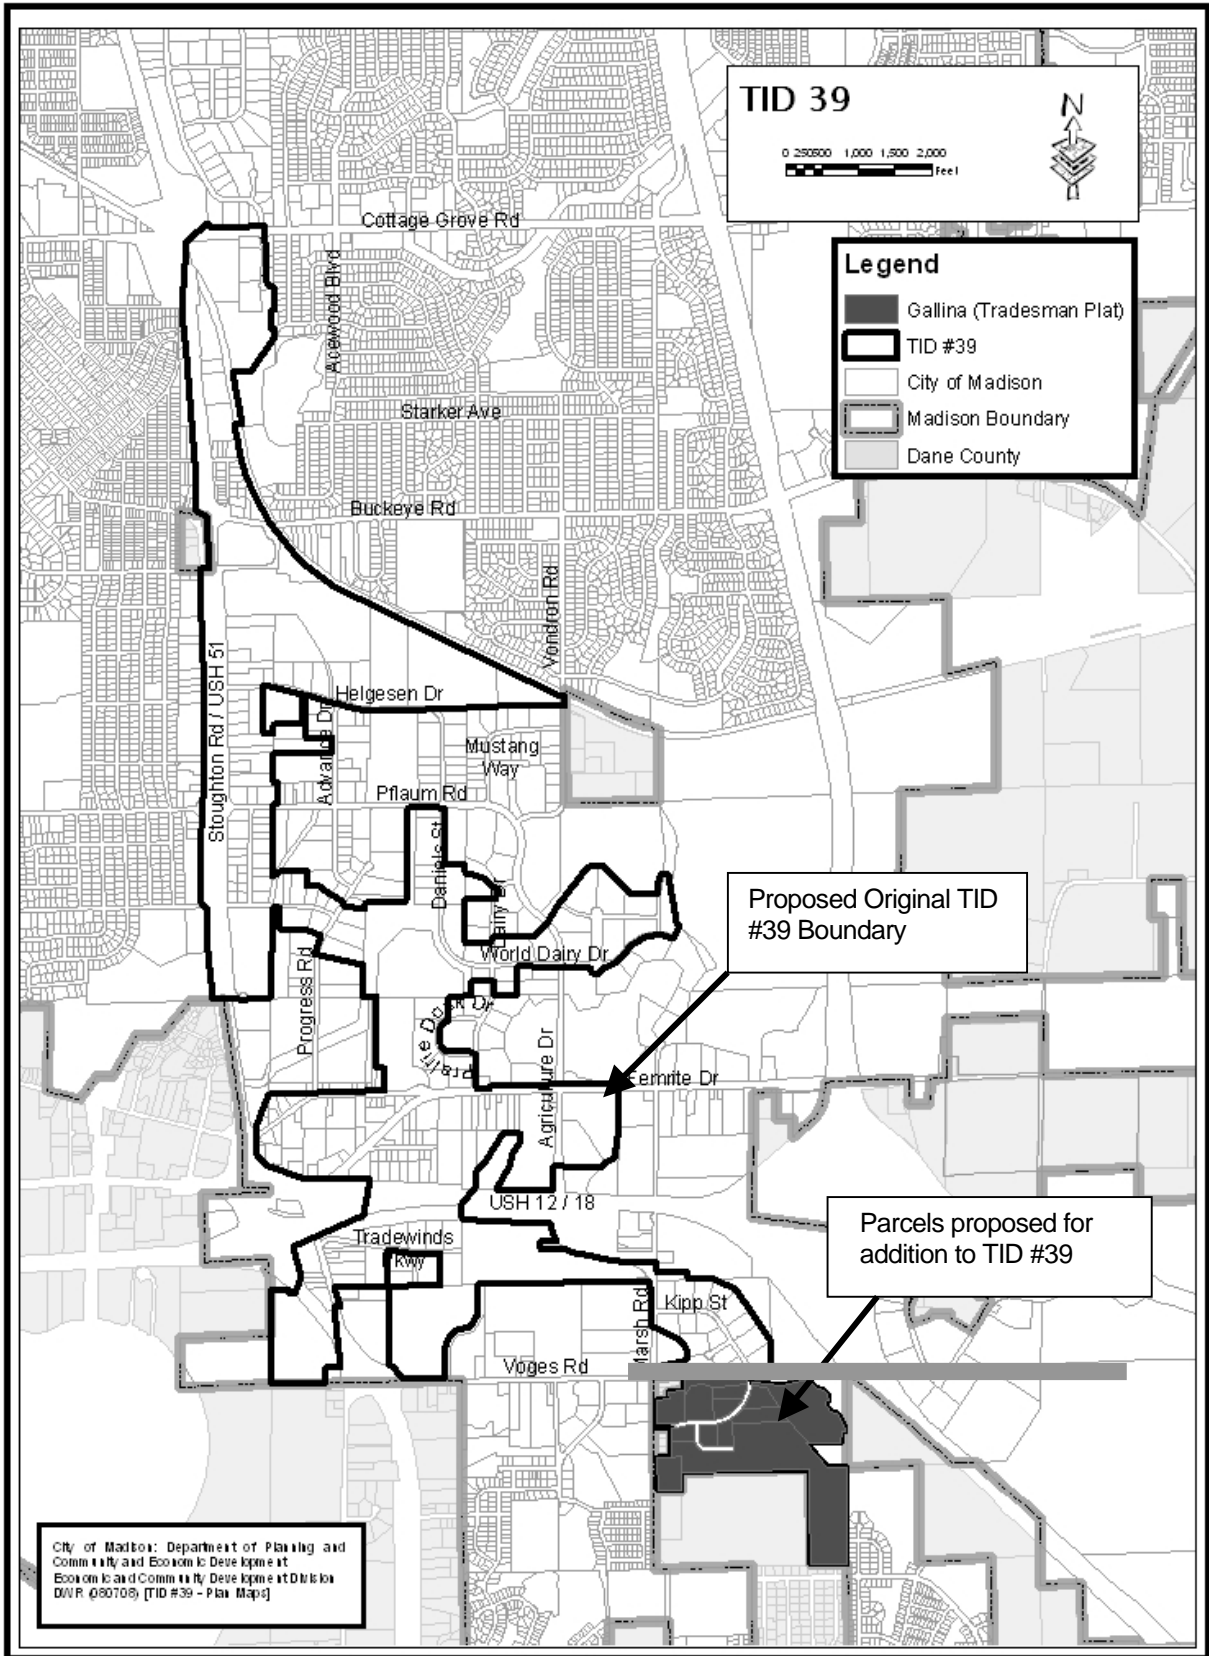 TID 39
N
0 250500 1,000 1,500 2,000
Feet
Legend
Gallina (Tradesman Plat)
TID #39
City of Madison
Madison Boundary
Dane County
Cottage Grove Rd
Acewood Blvd
Starker Ave
Buckeye Rd
Vondron Rd
Stoughton Rd / USH 51
Helgesen Dr
Advance Dr
Mustang
Way
Pflaum Rd
Daniels St
Dairy Dr
World Dairy Dr
Proposed Original TID
#39 Boundary
Progress Rd
Prairie Dock Dr
Agriculture Dr
Femrite Dr
USH 12 / 18
Parcels proposed for
addition to TID #39
Tradewinds
Kwy
Kipp St
Marsh Rd
Voges Rd
City of Madison: Department of Planning and
Community and Economic Development
Economic and Community Development Division
DWR (080708) [TID #39 - Plan Maps]